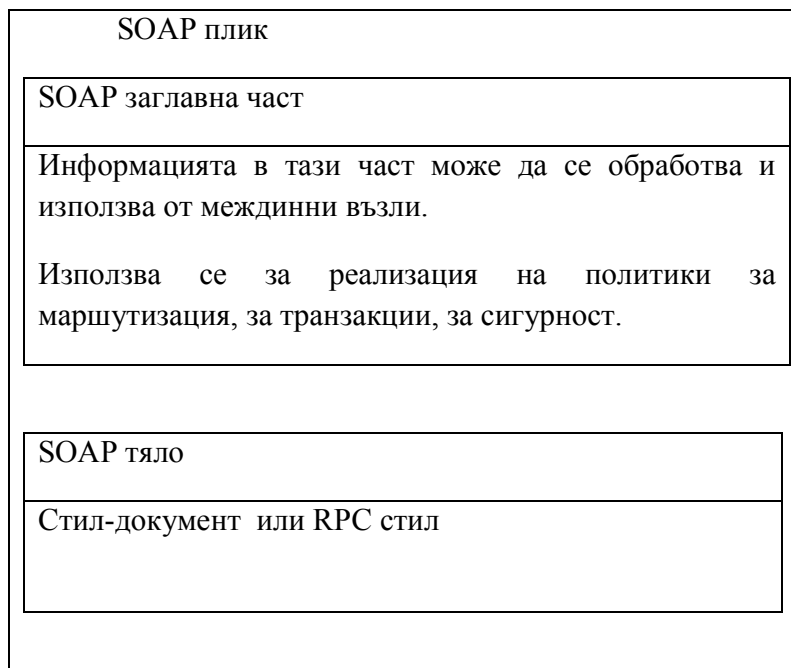 SOAP плик
SOAP заглавна част
Информацията в тази част може да се обработва и
използва от междинни възли.
Използва се за реализация на политики за
маршутизация, за транзакции, за сигурност.
SOAP тяло
Стил-документ или RPC стил